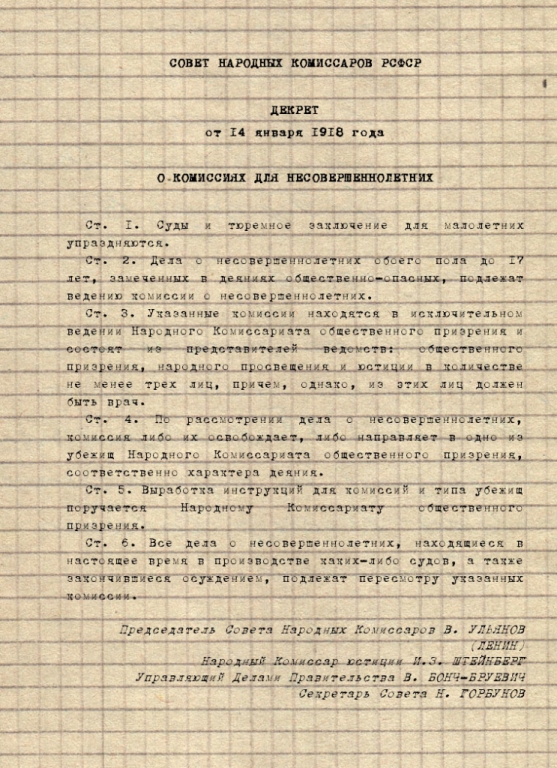 СОВЕТ НАРОДНЫХ КОМИССАРОВ РСФСР
ДЕКРЕТ
от 14 января 1918 года
О КОМИССИЯХ ДЛЯ НЕСОВЕРШЕННОЛЕТНИХ
Ст. I. Суды и тюремное заключение для малолетних
упраздняются.
Ст. 2. Дела о несовершеннолетних обоего пола до 17
лет, замеченных в деяниях общественно-опасных, подлежат
ведению комиссии о несовершеннолетних.
Ст. 3. Указанные комиссии находятся в исключительном
ведении Народного Комиссариата общественного призрения и
состоят из представителей ведомств: общественного
призрения, народного просвещения и юстиции в количестве
не менее трех лиц, причем, однако, из этих лиц должен
быть врач.
Ст. 4. По рассмотрении дела о несовершеннолетних,
комиссия либо их освобождает, либо направляет в одно из
убежищ Народного Комиссариата общественного призрения,
соответственно характера деяния.
Ст. 5. Выработка инструкций для комиссий и типа убежищ
поручается Народному Комиссариату общественного
призрения.
Ст. 6. Все дела о несовершеннолетних, находящиеся в
настоящее время в производстве каких-либо судов, а также
закончившиеся осуждением, подлежат пересмотру указанных
комиссии.
Председатель Совета Народных Комиссаров В. УЛЬЯНОВ
(ЛЕНИН)
Народный Комиссар юстиции И.З. ШТЕЙНБЕРГ
Управляющий Делами Правительства В. БОНЧ-БРУЕВИЧ
Секретарь Совета Н. ГОРБУНОВ